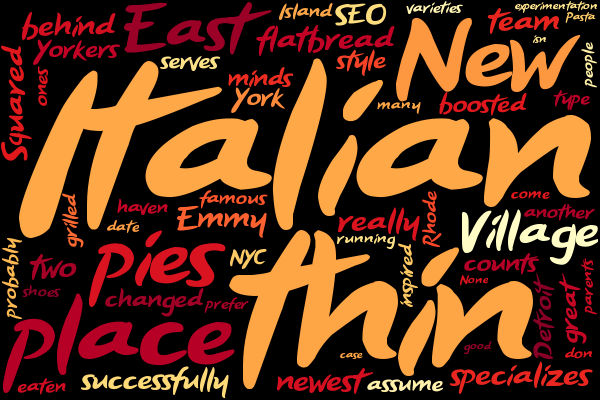 Island SEO varieties experimentation
behind East team Pasta
Yorkers flatbread New isn
Squared ones serves style people
minds many boosted type
York
Italian
grilled haven famous Rhode come
date Emmy really another
probably running Village
two pies NYC inspired counts
shoes changed prefer None Detroit great parents
place thin
case good don
eaten successfully newest assume specializes